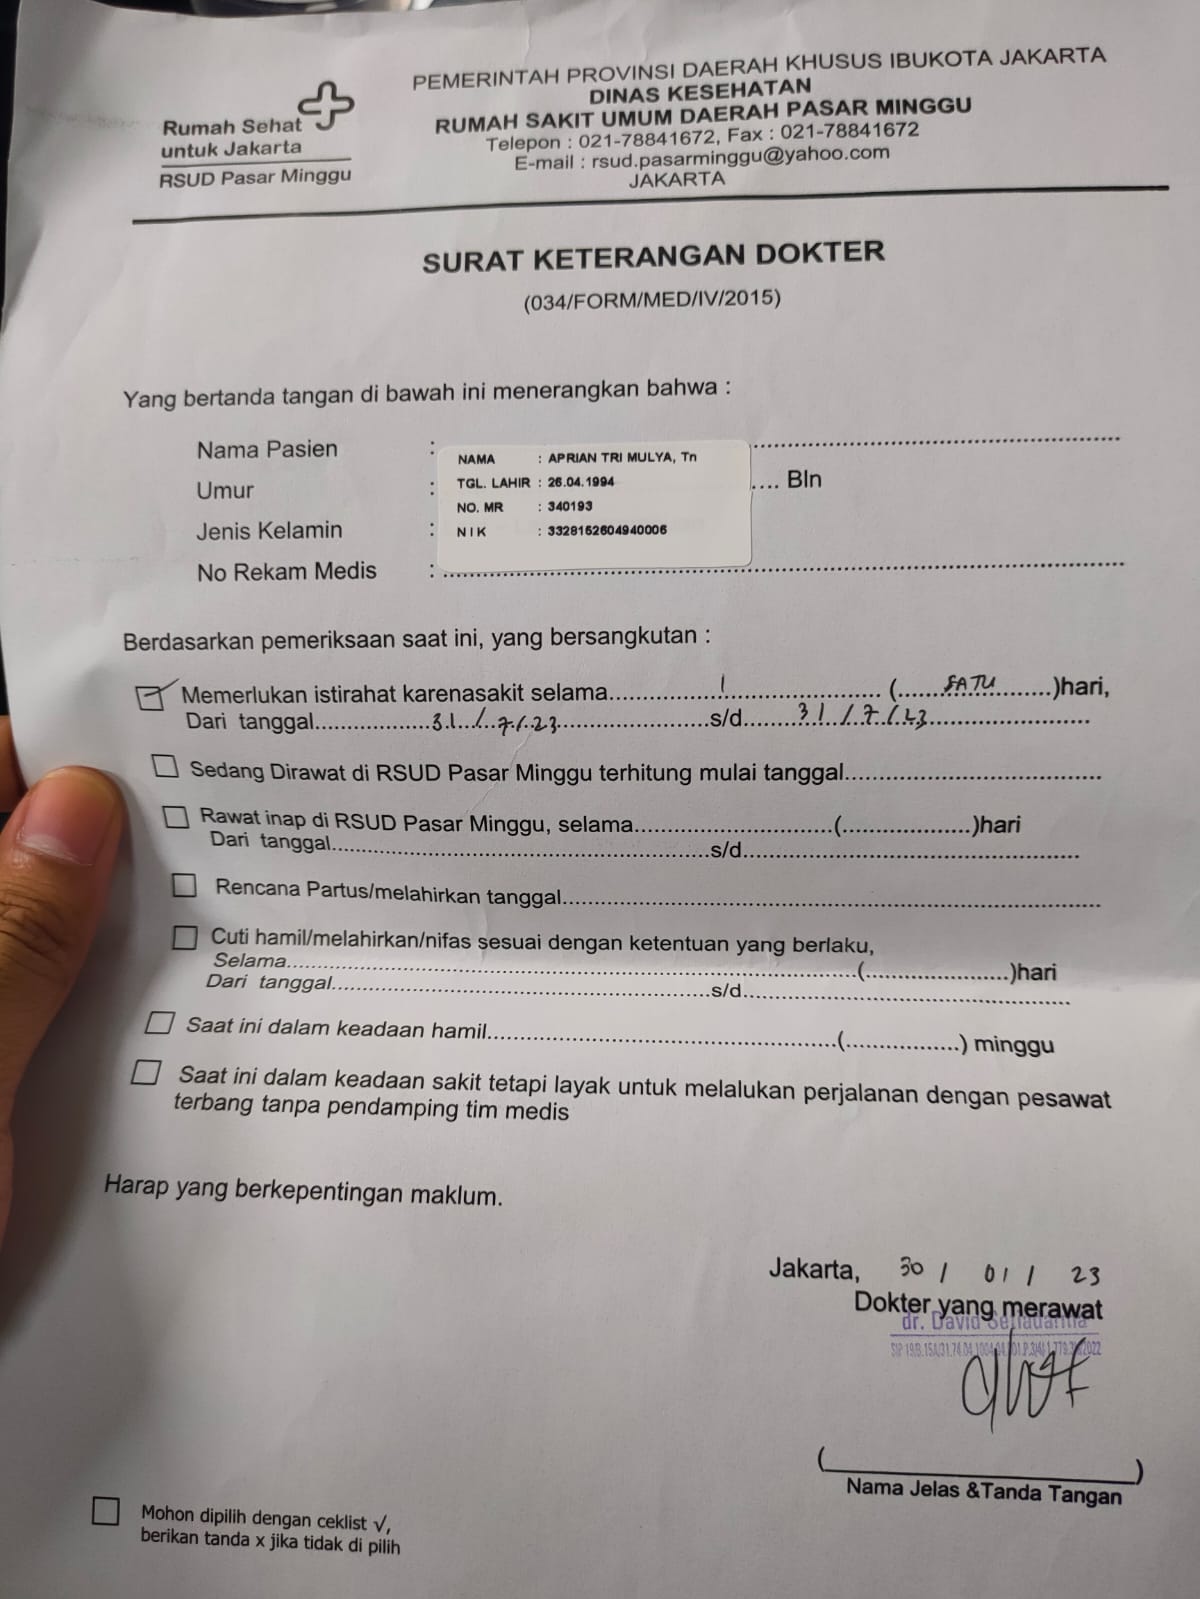 Rumah Sehat
untuk Jakarta
RSUD Pasar Minggu
PEMERINTAH PROVINSI DAERAH KHUSUS IBUKOTA JAKARTA
DINAS KESEHATAN
RUMAH SAKIT UMUM DAERAH PASAR MINGGU
Telepon : 021-78841672, Fax : 021-78841672
E-mail : rsud.pasarminggu@yahoo.com
JAKARTA
SURAT KETERANGAN DOKTER
(034/FORM/MED/IV/2015)
Yang bertanda tangan di bawah ini menerangkan bahwa :
Nama Pasien :
Umur : .... Bln
Jenis Kelamin :
No Rekam Medis :
NAMA : APRIAN TRI MULYA, Tn
TGL. LAHIR : 26.04.1994
NO. MR : 340193
NIK : 3328152604940006
Berdasarkan pemeriksaan saat ini, yang bersangkutan :
Memerlukan istirahat karenasakit selama 1 (SATU)hari,
Dari tanggal 31/7/23 s/d 31/7/23
Sedang Dirawat di RSUD Pasar Minggu terhitung mulai tanggal
Rawat inap di RSUD Pasar Minggu, selama ( )hari
Dari tanggal s/d
Rencana Partus/melahirkan tanggal
Cuti hamil/melahirkan/nifas sesuai dengan ketentuan yang berlaku,
Selama ( )hari
Dari tanggal s/d
Saat ini dalam keadaan hamil ( ) minggu
Saat ini dalam keadaan sakit tetapi layak untuk melalukan perjalanan dengan pesawat
terbang tanpa pendamping tim medis
Harap yang berkepentingan maklum.
Jakarta, 30 / 01 / 23
Dokter yang merawat
dr. David
Nama Jelas &Tanda Tangan
Mohon dipilih dengan ceklist √,
berikan tanda x jika tidak di pilih